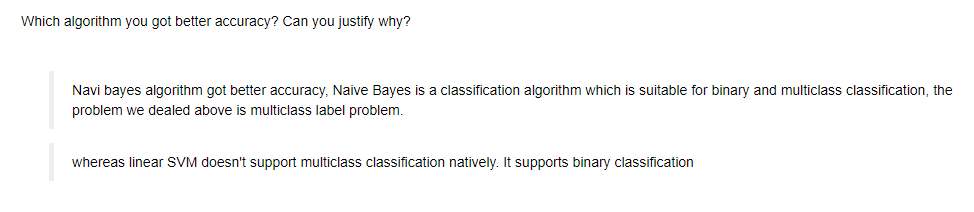 Which algorithm you got better accuracy? Can you justify why?
Navi bayes algorithm got better accuracy, Naive Bayes is a classification algorithm which is suitable for binary and multiclass classification, the
problem we dealed above is multiclass label problem.
whereas linear SVM doesn't support multiclass classification natively. It supports binary classification